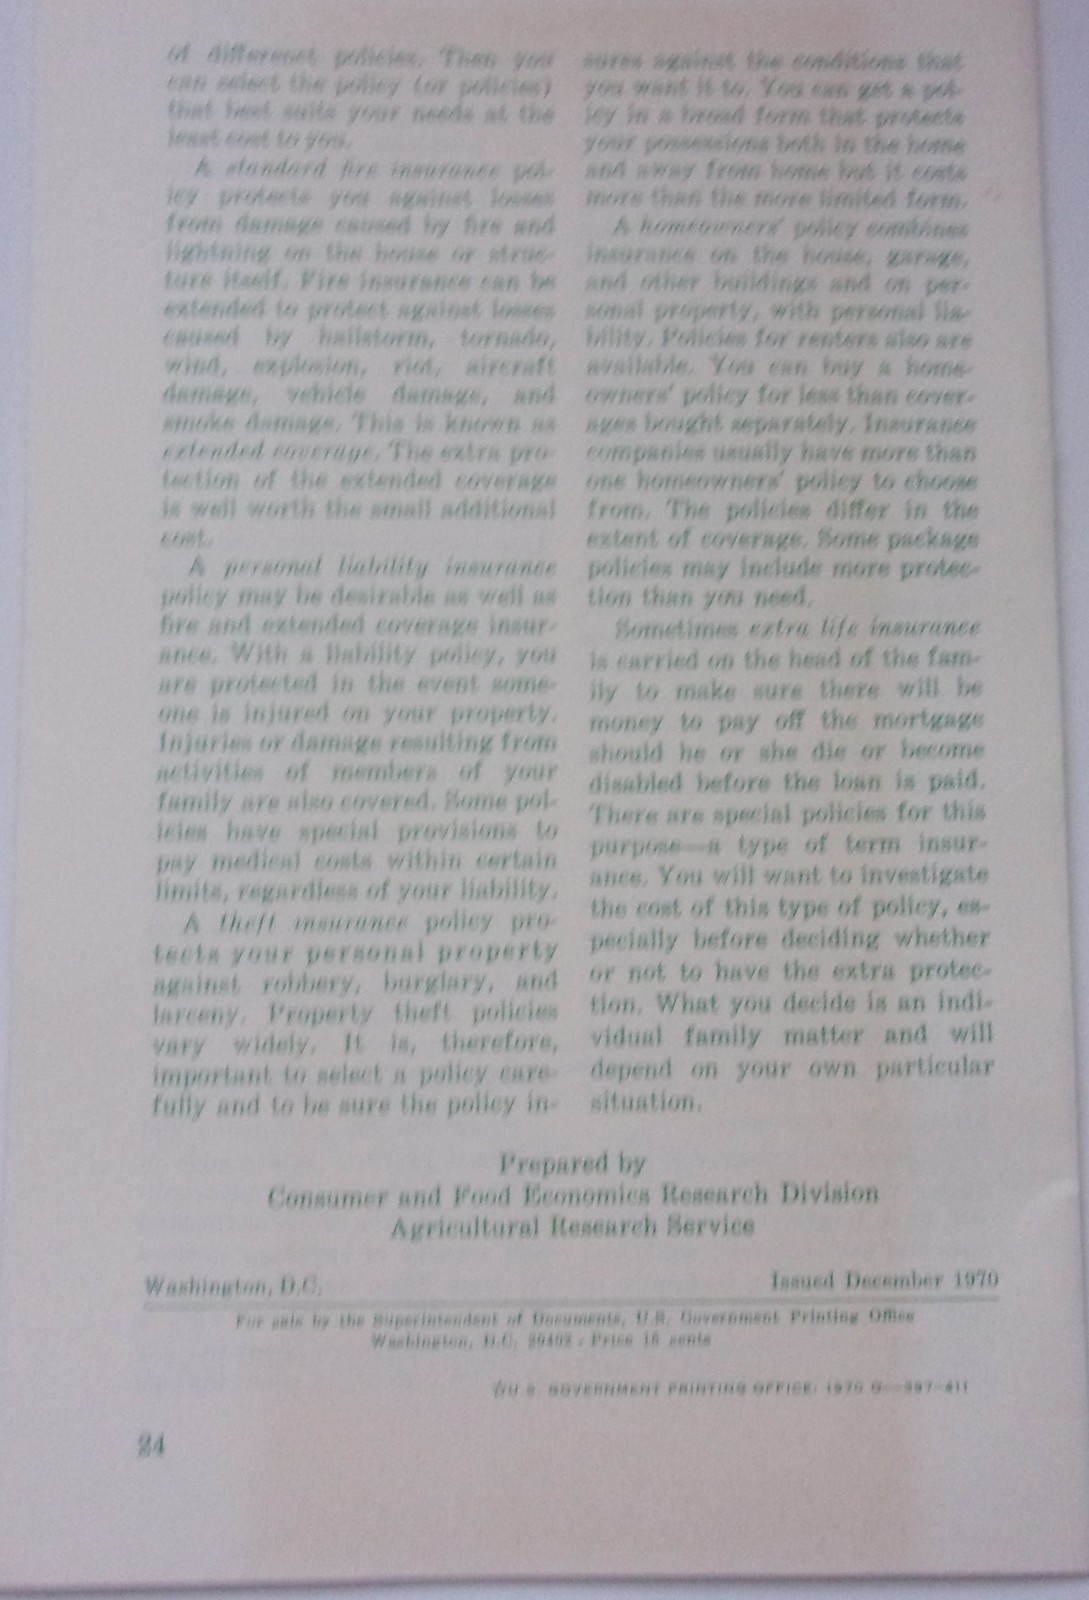 of different policies. Then you
can select the policy (or policies)
that best suits your needs at the
least cost to you.
A standard fire insurance pol-
icy protects you against losses
from damage caused by fire and
lightning on the house or struc-
ture itself. Fire insurance can be
extended to protect against losses
caused by hailstorm, tornado,
wind, explosion, riot, aircraft
damage, vehicle damage, and
smoke damage. This is known as
extended coverage. The extra pro-
tection of the extended coverage
is well worth the small additional
cost.
A personal liability insurance
policy may be desirable as well as
fire and extended coverage insur-
ance. With a liability policy, you
are protected in the event some-
one is injured on your property.
Injuries or damage resulting from
activities of members of your
family are also covered. Some pol-
icies have special provisions to
pay medical costs within certain
limits, regardless of your liability.
A theft insurance policy pro-
tects your personal property
against robbery, burglary, and
larceny. Property theft policies
vary widely. It is, therefore,
important to select a policy care-
fully and to be sure the policy in-
sures against the conditions that
you want it to. You can get a pol-
icy in a broad form that protects
your possessions both in the home
and away from home but it costs
more than the more limited form.
A homeowners' policy combines
insurance on the house, garage,
and other buildings and on per-
sonal property, with personal lia-
bility. Policies for renters also are
available. You can buy a home-
owners' policy for less than cover-
ages bought separately. Insurance
companies usually have more than
one homeowners' policy to choose
from. The policies differ in the
extent of coverage. Some package
policies may include more protec-
tion than you need.
Sometimes extra life insurance
is carried on the head of the fam-
ily to make sure there will be
money to pay off the mortgage
should he or she die or become
disabled before the loan is paid.
There are special policies for this
purpose—a type of term insur-
ance. You will want to investigate
the cost of this type of policy, es-
pecially before deciding whether
or not to have the extra protec-
tion. What you decide is an indi-
vidual family matter and will
depend on your own particular
situation.
Prepared by
Consumer and Food Economics Research Division
Agricultural Research Service
Washington, D.C.
Issued December 1970
For sale by the Superintendent of Documents, U.S. Government Printing Office
Washington, D.C. 20402 - Price 15 cents
☆U.S. GOVERNMENT PRINTING OFFICE: 1970 O—397-411
24